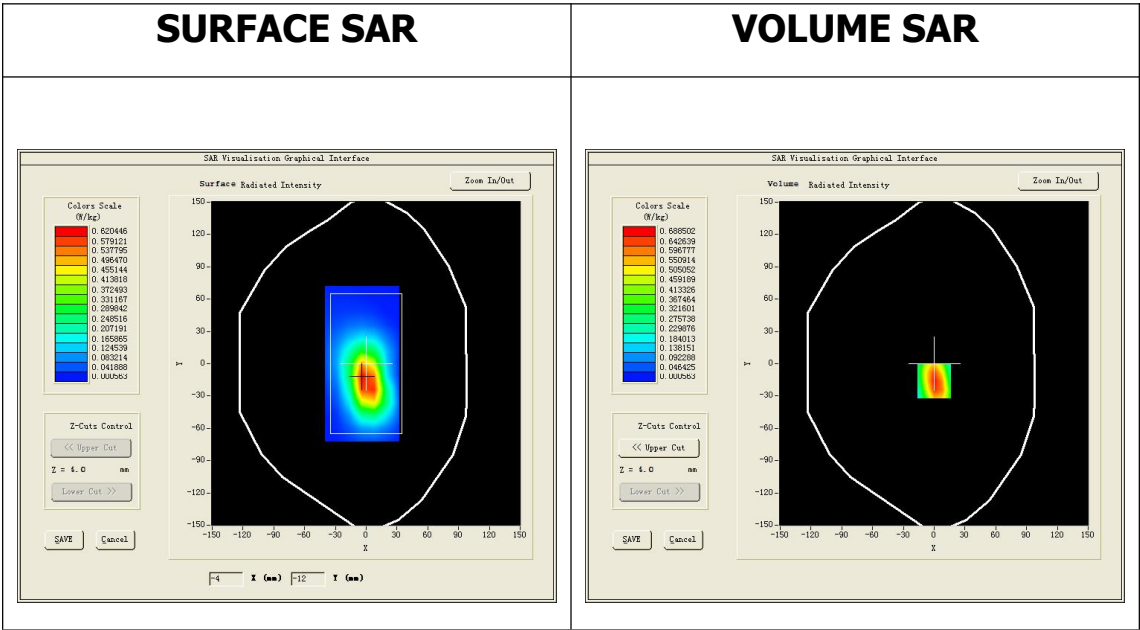 SURFACE SAR
VOLUME SAR
SAR Visualisation Graphical Interface
Surface Radiated Intensity
Zoom In/Out
Colors Scale
(W/kg)
0.620446
0.579121
0.537795
0.496470
0.455144
0.413818
0.372493
0.331167
0.289842
0.248516
0.207191
0.165865
0.124539
0.083214
0.041888
0.000563
150
120
90
60
30
0
-30
-60
-90
-120
-150
Y
-150 -120 -90 -60 -30 0 30 60 90 120 150
X
Z-Cuts Control
<< Upper Cut
Z = 4.0 mm
Lower Cut >>
SAVE Cancel
-4 X (mm) -12 Y (mm)
SAR Visualisation Graphical Interface
Volume Radiated Intensity
Zoom In/Out
Colors Scale
(W/kg)
0.688502
0.642639
0.596777
0.550914
0.505052
0.459189
0.413326
0.367464
0.321601
0.275738
0.229876
0.184013
0.138151
0.092288
0.046425
0.000563
150
120
90
60
30
0
-30
-60
-90
-120
-150
Y
-150 -120 -90 -60 -30 0 30 60 90 120 150
X
Z-Cuts Control
<< Upper Cut
Z = 4.0 mm
Lower Cut >>
SAVE Cancel